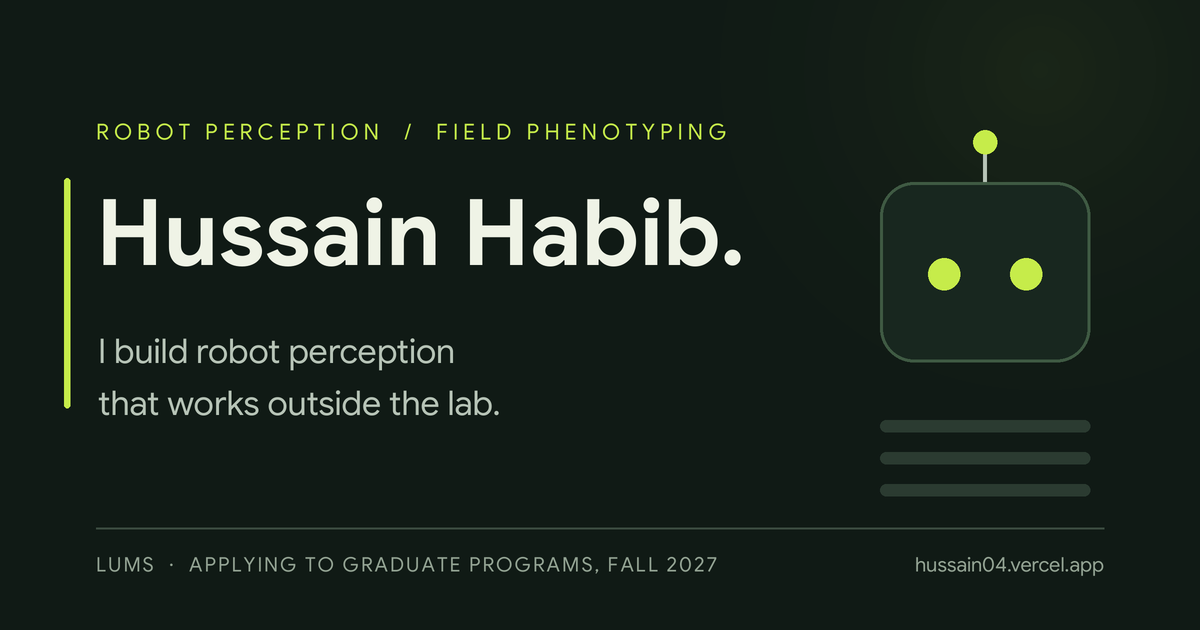 ROBOT PERCEPTION / FIELD PHENOTYPING
Hussain Habib.
I build robot perception
that works outside the lab.
LUMS · APPLYING TO GRADUATE PROGRAMS, FALL 2027
hussain04.vercel.app